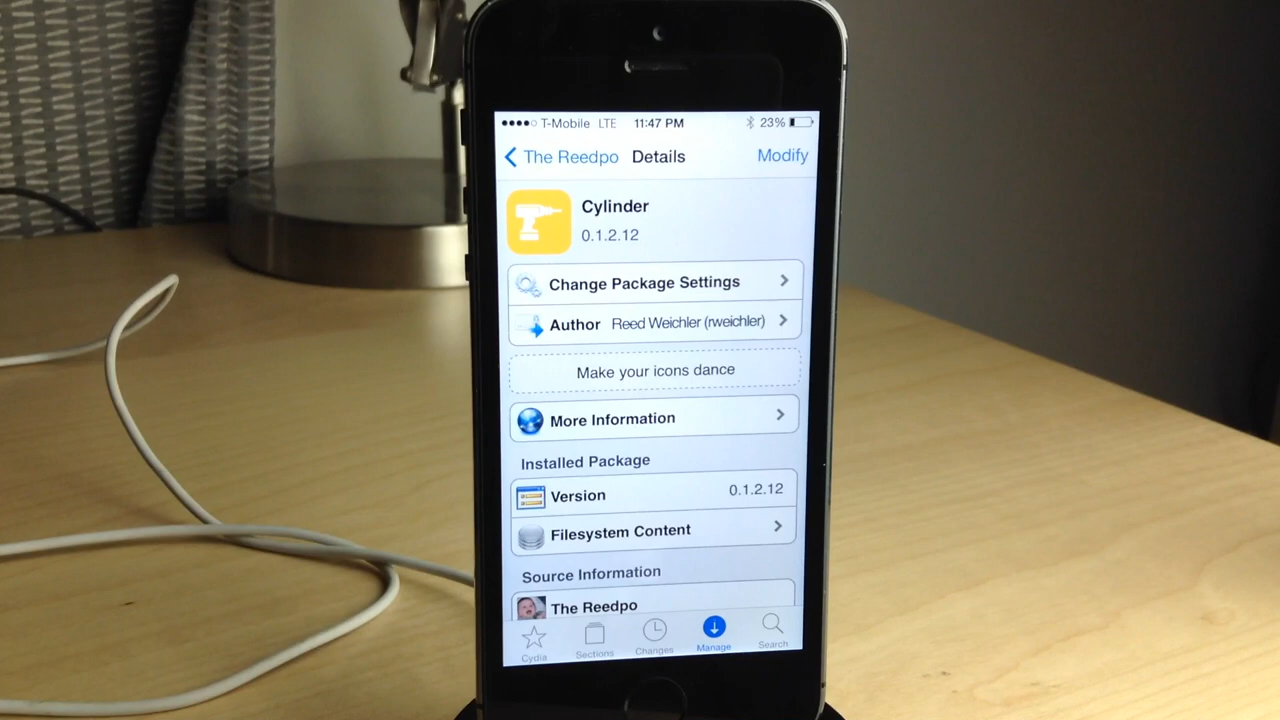 T-Mobile LTE 11:47 PM 23%
The Reedpo Details Modify
Cylinder
0.1.2.12
Change Package Settings
Author Reed Weichler (rweichler)
Make your icons dance
More Information
Installed Package
Version 0.1.2.12
Filesystem Content
Source Information
The Reedpo
Cydia Sections Changes Manage Search